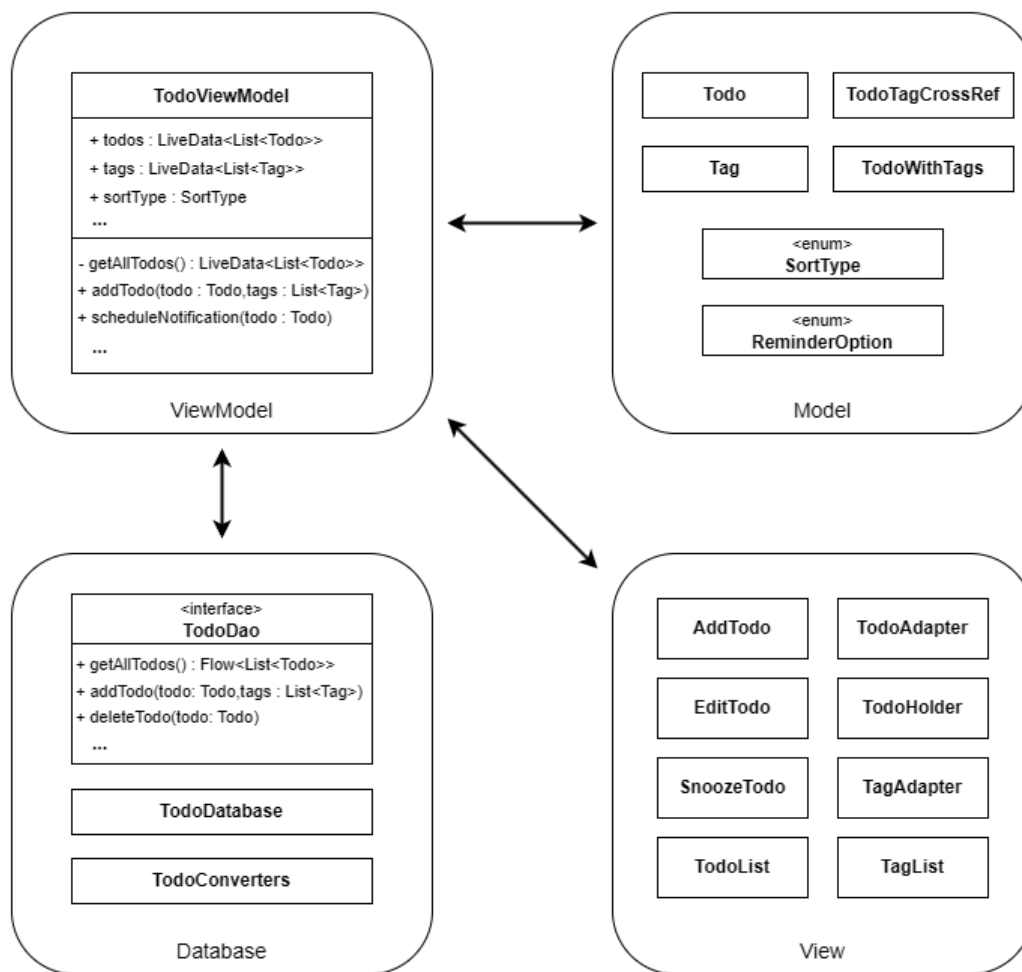 TodoViewModel
+ todos : LiveData<List<Todo>>
+ tags : LiveData<List<Tag>>
+ sortType : SortType
...
- getAllTodos() : LiveData<List<Todo>>
+ addTodo(todo : Todo,tags : List<Tag>)
+ scheduleNotification(todo : Todo)
...
ViewModel
Todo
TodoTagCrossRef
Tag
TodoWithTags
<enum>
SortType
<enum>
ReminderOption
Model
<interface>
TodoDao
+ getAllTodos() : Flow<List<Todo>>
+ addTodo(todo: Todo,tags : List<Tag>)
+ deleteTodo(todo: Todo)
...
TodoDatabase
TodoConverters
Database
AddTodo
TodoAdapter
EditTodo
TodoHolder
SnoozeTodo
TagAdapter
TodoList
TagList
View